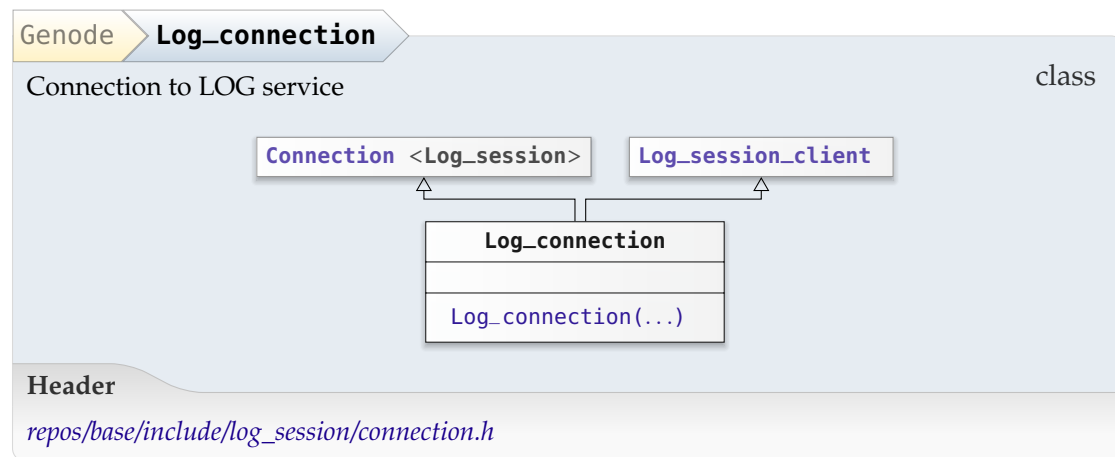 Genode Log_connection
Connection to LOG service
class
Connection <Log_session>
Log_session_client
Log_connection
Log_connection(...)
Header
repos/base/include/log_session/connection.h